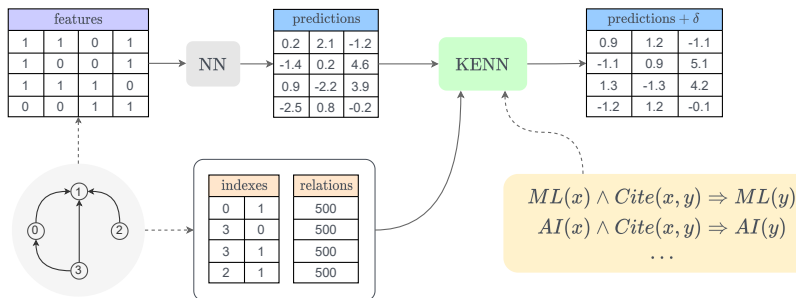 features
1 1 0 1
1 0 0 1
1 1 1 0
0 0 1 1
NN
predictions
0.2 2.1 -1.2
-1.4 0.2 4.6
0.9 -2.2 3.9
-2.5 0.8 -0.2
KENN
predictions + δ
0.9 1.2 -1.1
-1.1 0.9 5.1
1.3 -1.3 4.2
-1.2 1.2 -0.1
1
0
2
3
indexes
0 1
3 0
3 1
2 1
relations
500
500
500
500
ML(x) ∧ Cite(x, y) ⇒ ML(y)
AI(x) ∧ Cite(x, y) ⇒ AI(y)
...